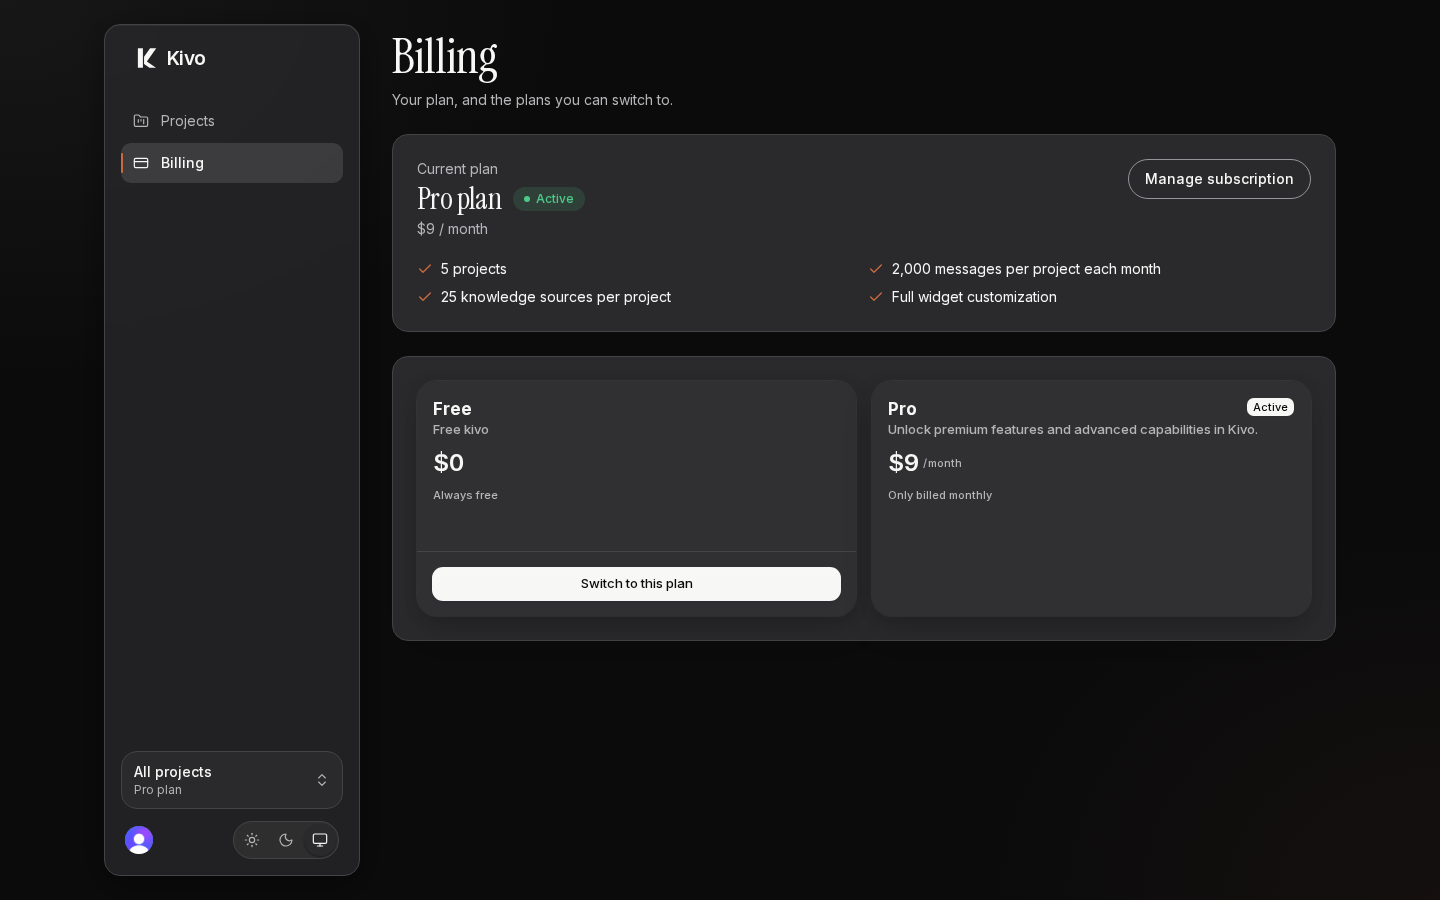 Kivo
Projects
Billing
All projects
Pro plan
Billing
Your plan, and the plans you can switch to.
Current plan
Pro plan
Active
$9 / month
Manage subscription
5 projects
2,000 messages per project each month
25 knowledge sources per project
Full widget customization
Free
Free kivo
$0
Always free
Switch to this plan
Pro
Active
Unlock premium features and advanced capabilities in Kivo.
$9 /month
Only billed monthly